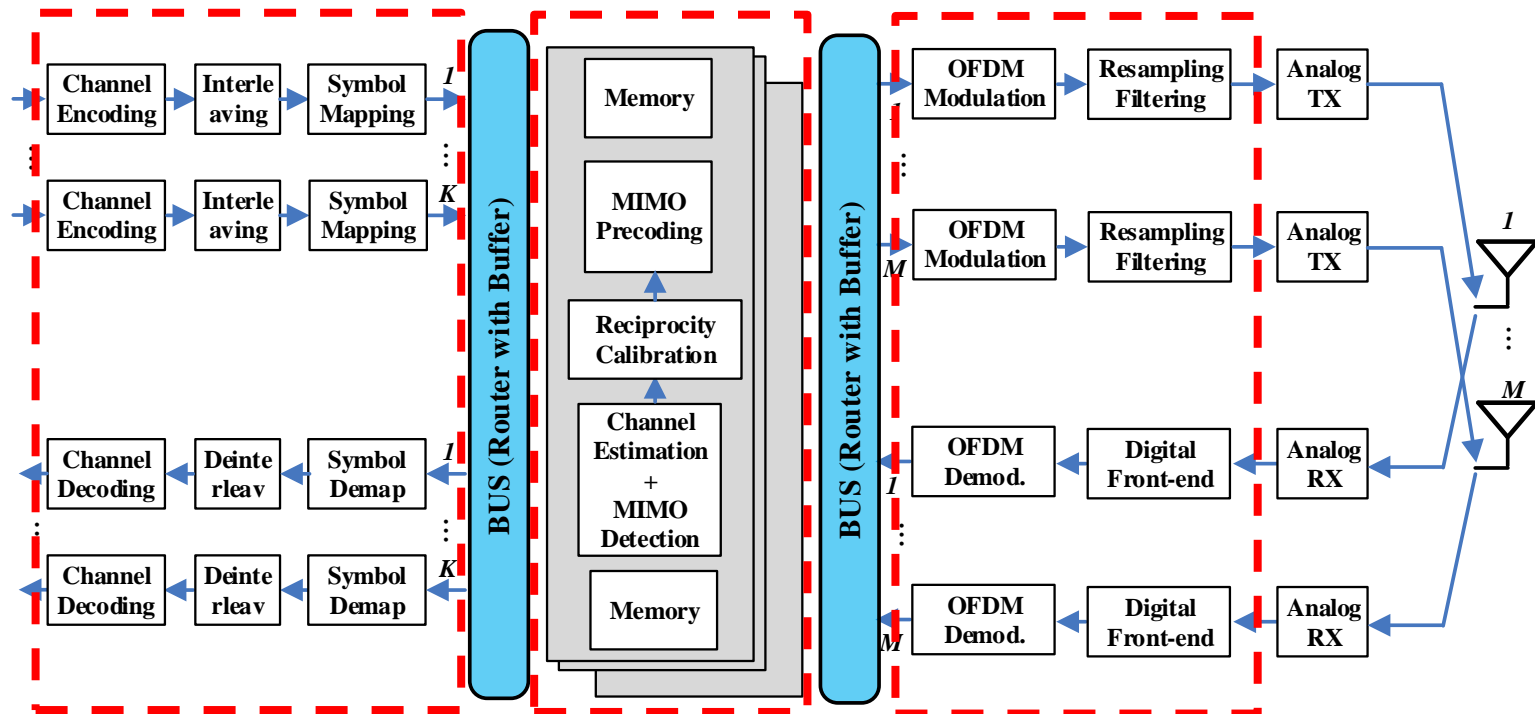 Channel
Encoding
Interle
aving
Symbol
Mapping
1
...
...
Channel
Encoding
Interle
aving
Symbol
Mapping
K
Channel
Decoding
Deinte
rleav
Symbol
Demap
1
...
...
Channel
Decoding
Deinte
rleav
Symbol
Demap
K
BUS (Router with Buffer)
Memory
MIMO
Precoding
Reciprocity
Calibration
Channel
Estimation
+
MIMO
Detection
Memory
BUS (Router with Buffer)
1
OFDM
Modulation
Resampling
Filtering
Analog
TX
...
M
OFDM
Modulation
Resampling
Filtering
Analog
TX
1
OFDM
Demod.
Digital
Front-end
Analog
RX
...
M
OFDM
Demod.
Digital
Front-end
Analog
RX
1
...
M